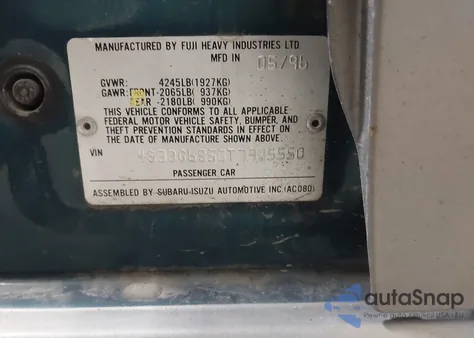 MANUFACTURED BY FUJI HEAVY INDUSTRIES LTD.
MFD IN 05/96
GVWR: 4245LB(1927KG)
GAWR:FRONT-2065LB( 937KG)
REAR -2180LB( 990KG)
THIS VEHICLE CONFORMS TO ALL APPLICABLE
FEDERAL MOTOR VEHICLE SAFETY, BUMPER, AND
THEFT PREVENTION STANDARDS IN EFFECT ON
THE DATE OF MANUFACTURE SHOWN ABOVE.
VIN
PASSENGER CAR
ASSEMBLED BY SUBARU-ISUZU AUTOMOTIVE INC.(AC080)
autoSnap